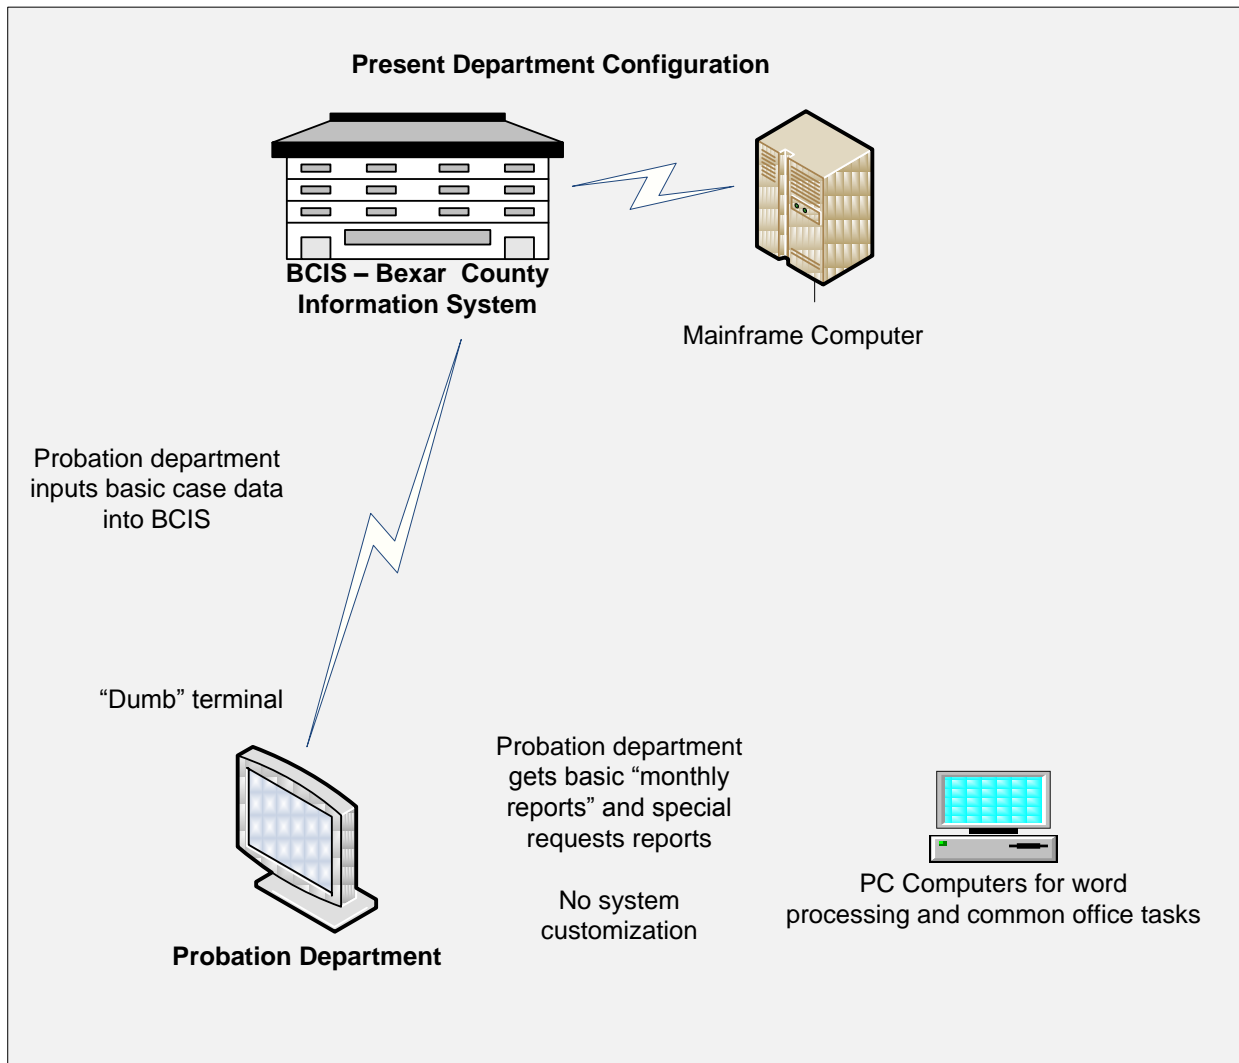 Present Department Configuration
BCIS – Bexar County
Information System
Mainframe Computer
Probation department
inputs basic case data
into BCIS
“Dumb” terminal
Probation Department
Probation department
gets basic “monthly
reports” and special
requests reports
No system
customization
PC Computers for word
processing and common office tasks